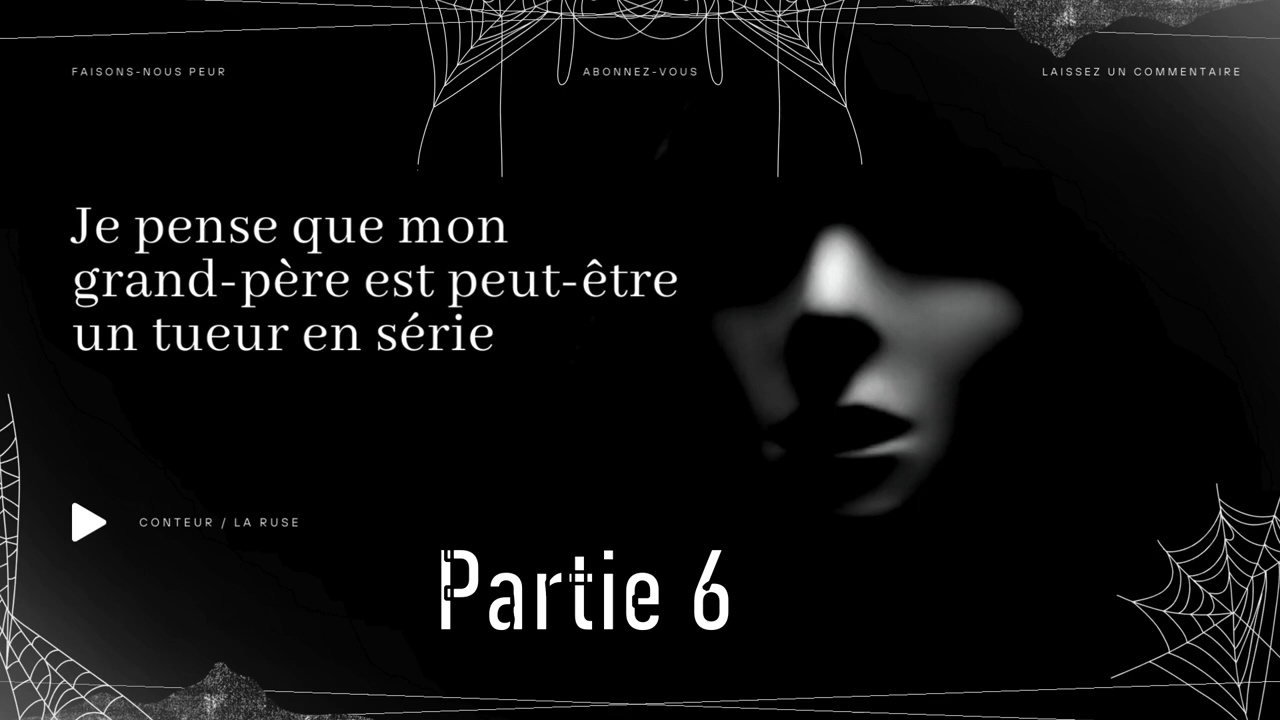 FAISONS-NOUS PEUR
ABONNEZ-VOUS
LAISSEZ UN COMMENTAIRE
Je pense que mon
grand-père est peut-être
un tueur en série
CONTEUR / LA RUSE
Partie 6